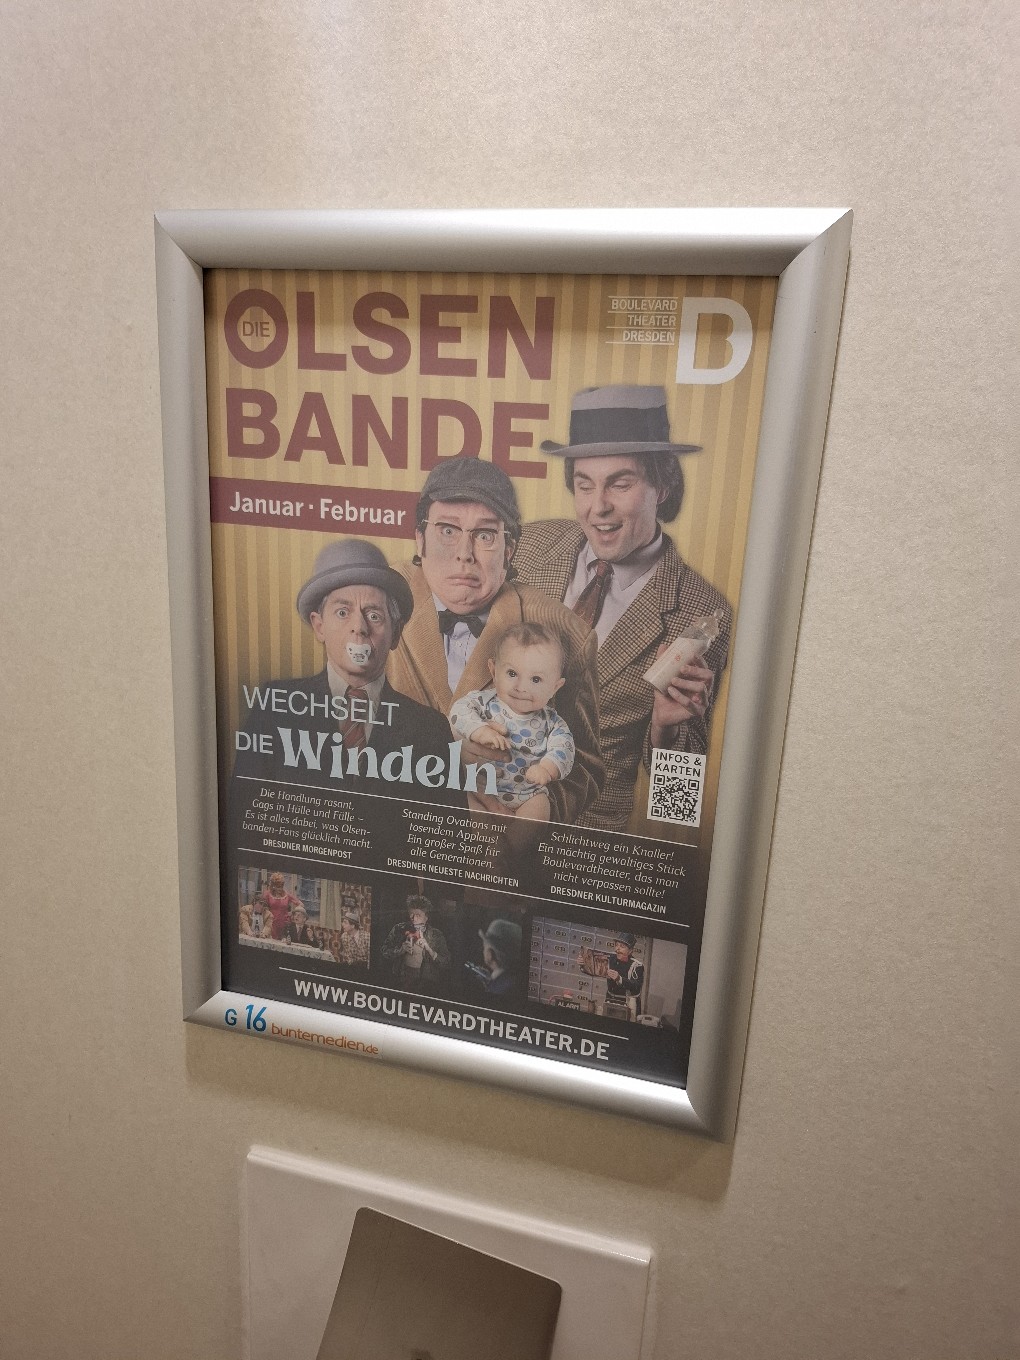 DIE OLSEN
BANDE
BOULEVARD
THEATER
DRESDEN
B
Januar · Februar
WECHSELT
DIE Windeln
INFOS &
KARTEN
Die Handlung rasant,
Gags in Hülle und Fülle –
Es ist alles dabei, was Olsen-
banden-Fans glücklich macht.
DRESDNER MORGENPOST
Standing Ovations mit
tosendem Applaus!
Ein großer Spaß für
alle Generationen.
DRESDNER NEUESTE NACHRICHTEN
Schlichtweg ein Knaller!
Ein mächtig gewaltiges Stück
Boulevardtheater, das man
nicht verpassen sollte!
DRESDNER KULTURMAGAZIN
ALARM
WWW.BOULEVARDTHEATER.DE
G 16 buntemedien.de